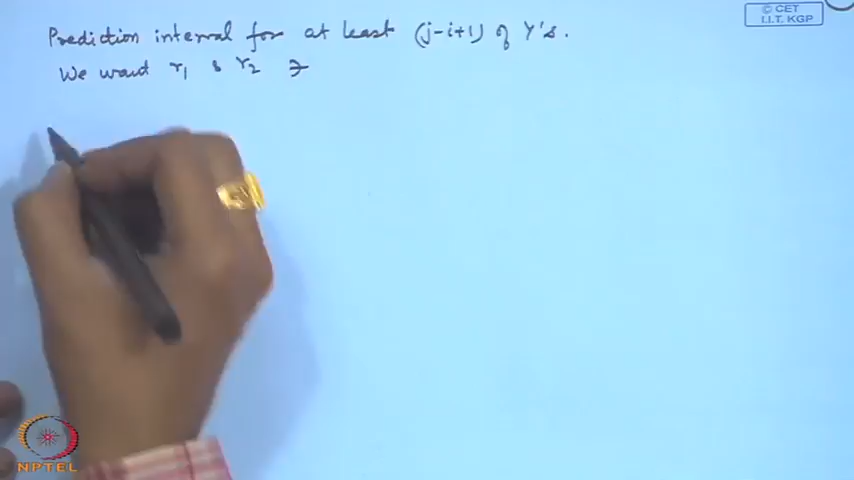 © CET
I.I.T. KGP
Prediction interval for at least (j-i+1) of Y's.
We want r₁ & r₂ ∋
NPTEL